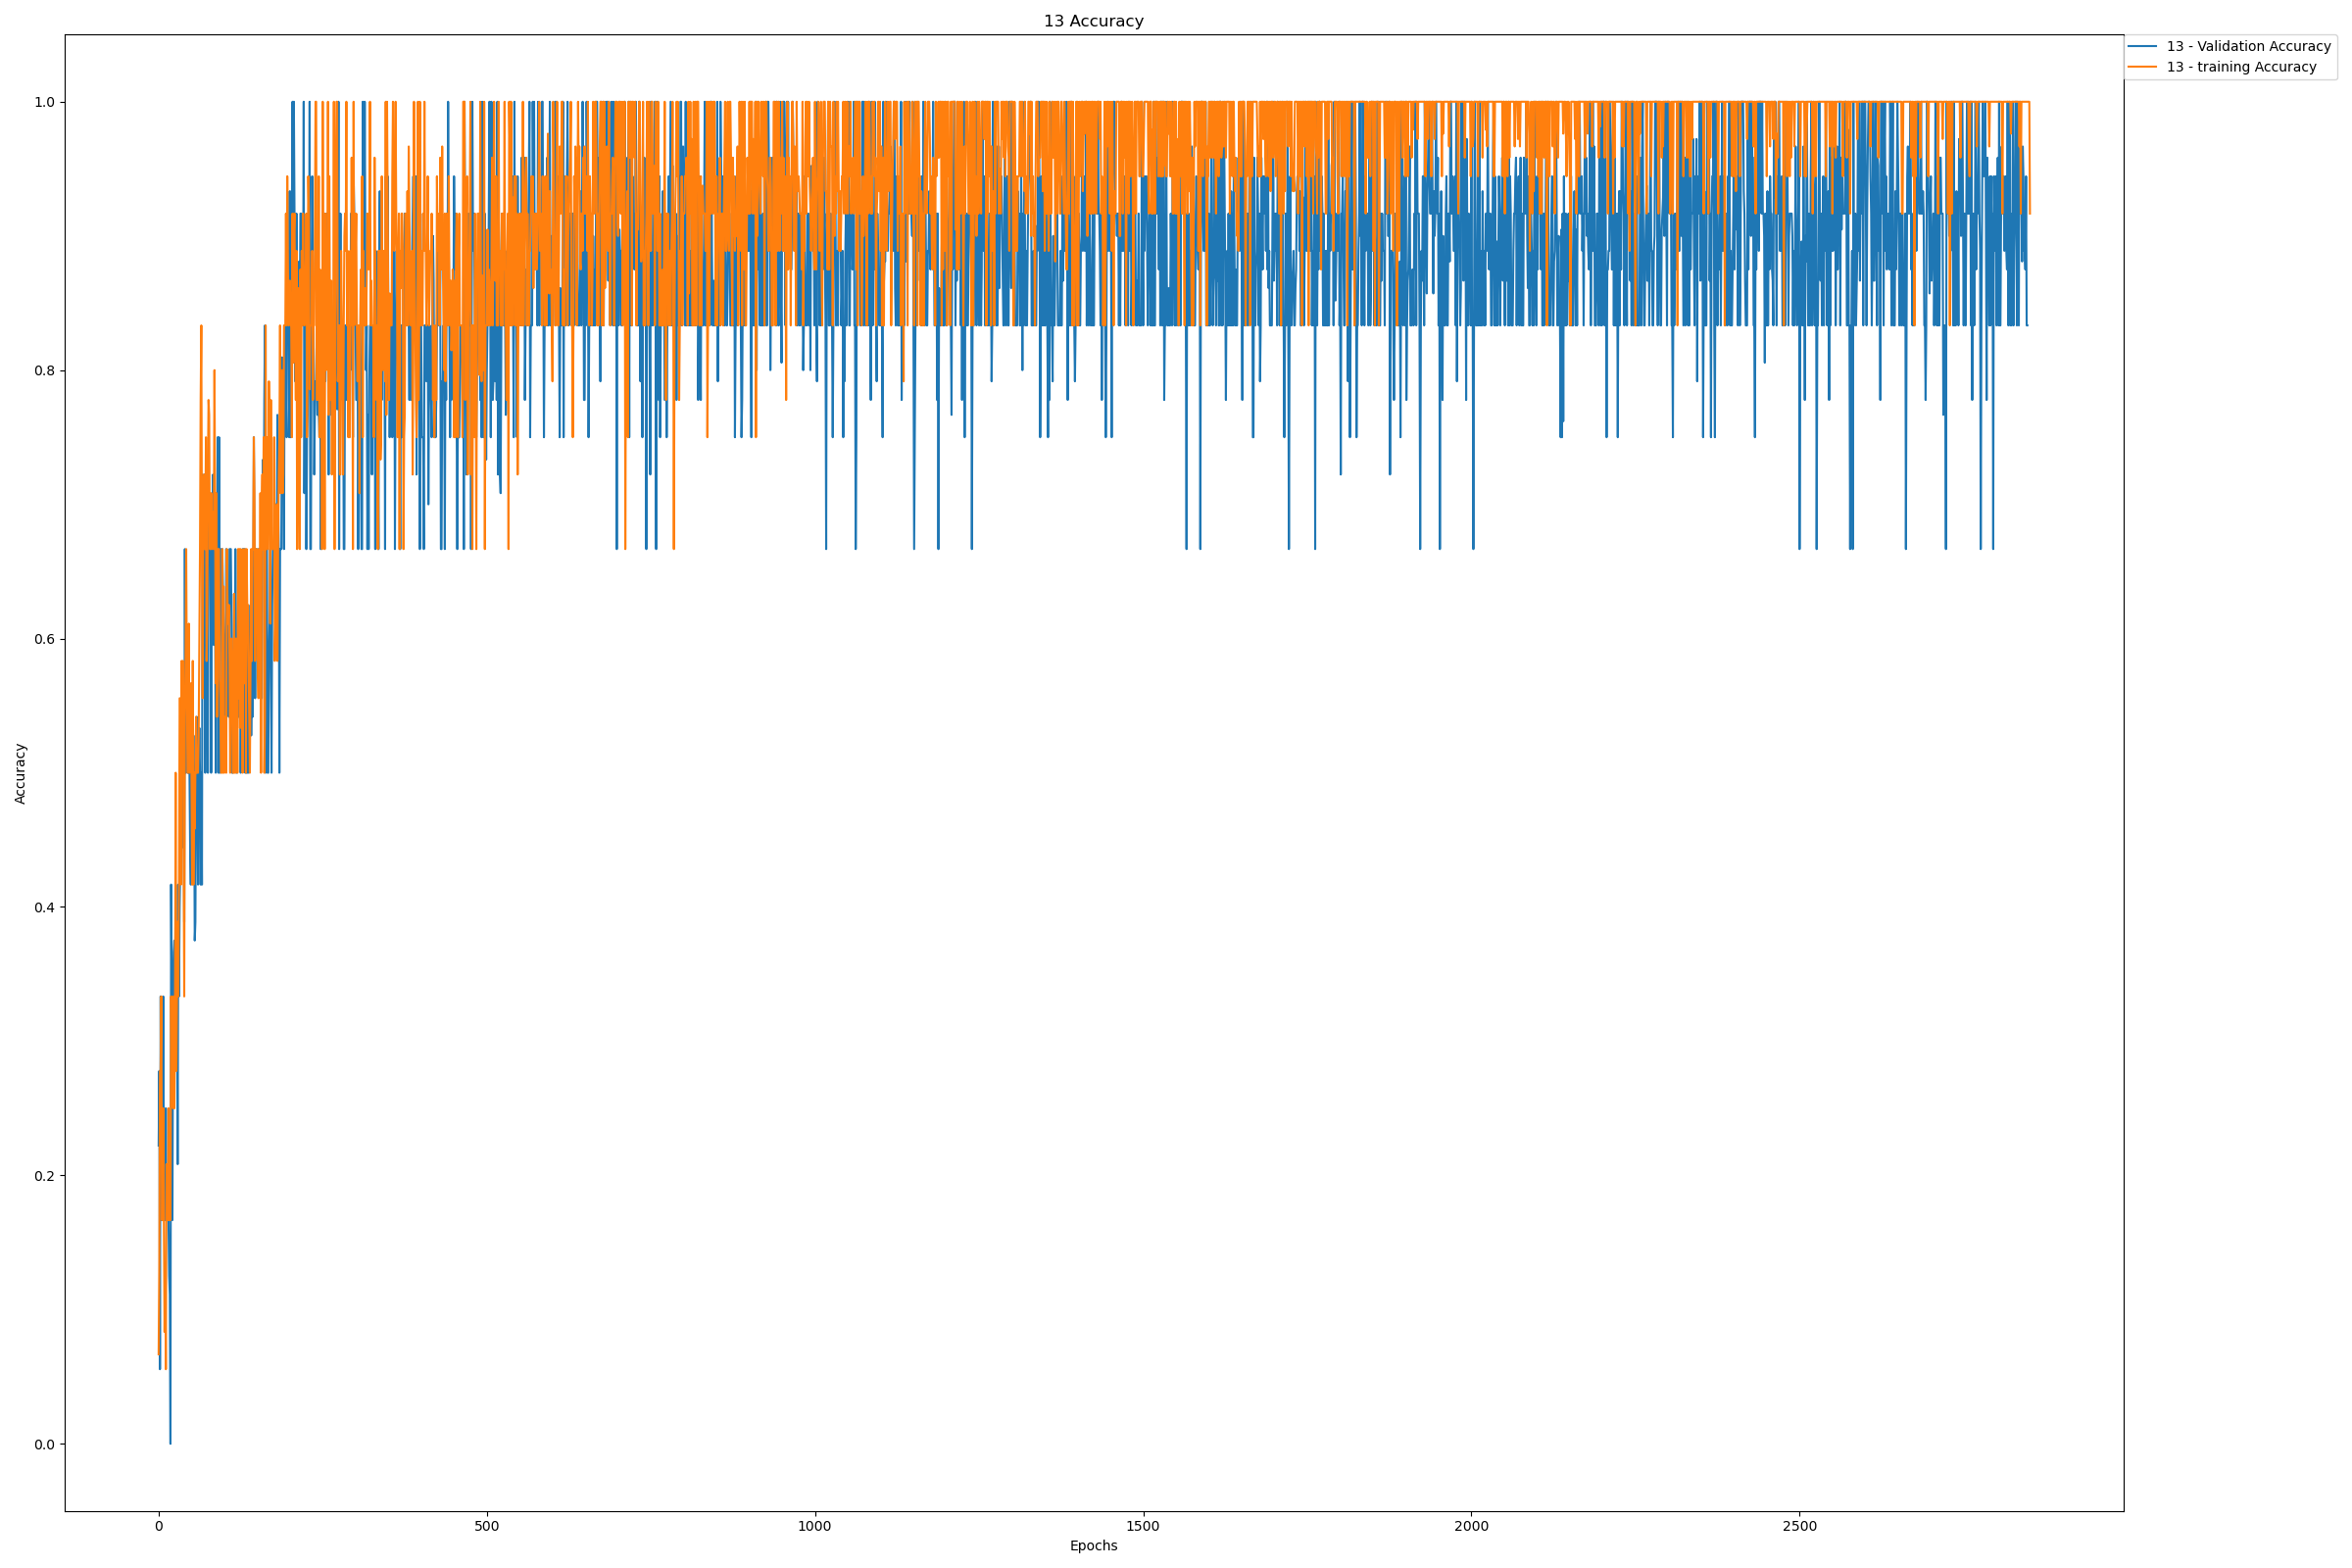 13 Accuracy
13 - Validation Accuracy
13 - training Accuracy
1.0
0.8
0.6
Accuracy
0.4
0.2
0.0
0 500 1000 1500 2000 2500
Epochs